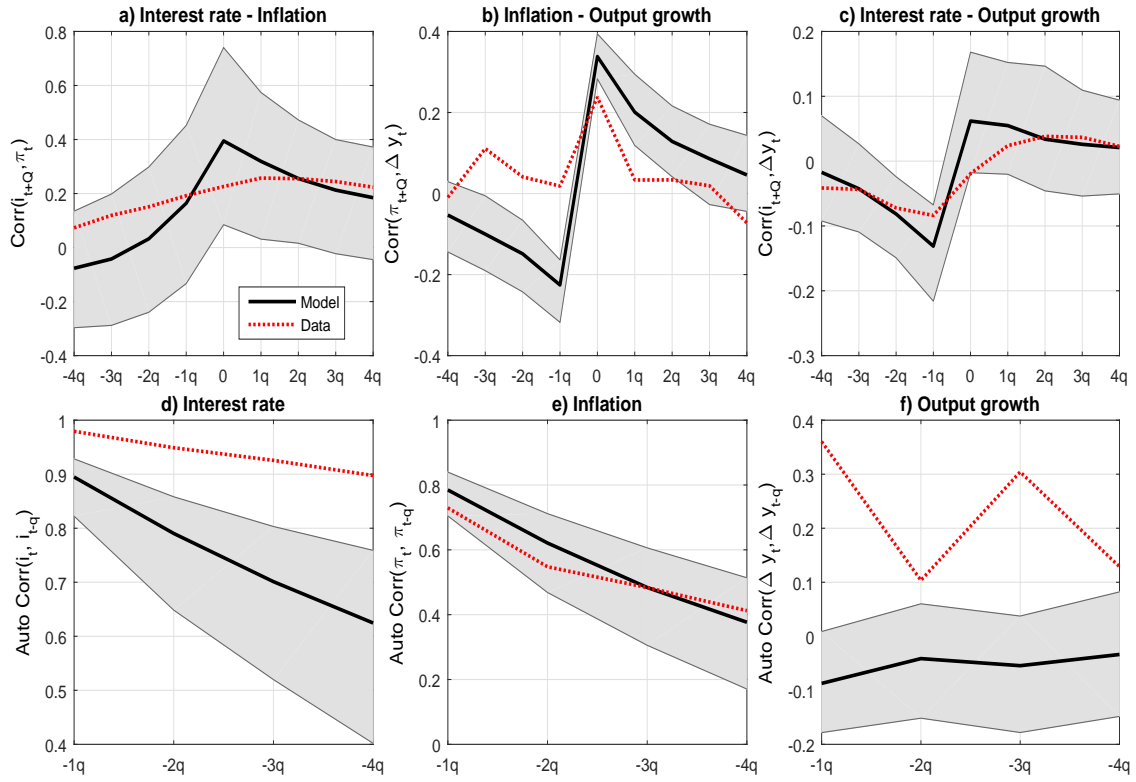 a) Interest rate - Inflation
Corr(i_{t+Q}, π_t)
0.8
0.6
0.4
0.2
0
-0.2
-0.4
-4q -3q -2q -1q 0 1q 2q 3q 4q
Model
Data
b) Inflation - Output growth
Corr(π_{t+Q}, Δ y_t)
0.4
0.2
0
-0.2
0.4
-4q -3q -2q -1q 0 1q 2q 3q 4q
c) Interest rate - Output growth
Corr(i_{t+Q}, Δ y_t)
0.2
0.1
0
-0.1
-0.2
-0.3
-4q -3q -2q -1q 0 1q 2q 3q 4q
d) Interest rate
Auto Corr(i_t, i_{t-q})
1
0.9
0.8
0.7
0.6
0.5
0.4
-1q -2q -3q -4q
e) Inflation
Auto Corr(π_t, π_{t-q})
1
0.8
0.6
0.4
0.2
0
-1q -2q -3q -4q
f) Output growth
Auto Corr(Δ y_t, Δ y_{t-q})
0.4
0.3
0.2
0.1
0
-0.1
-0.2
-1q -2q -3q -4q